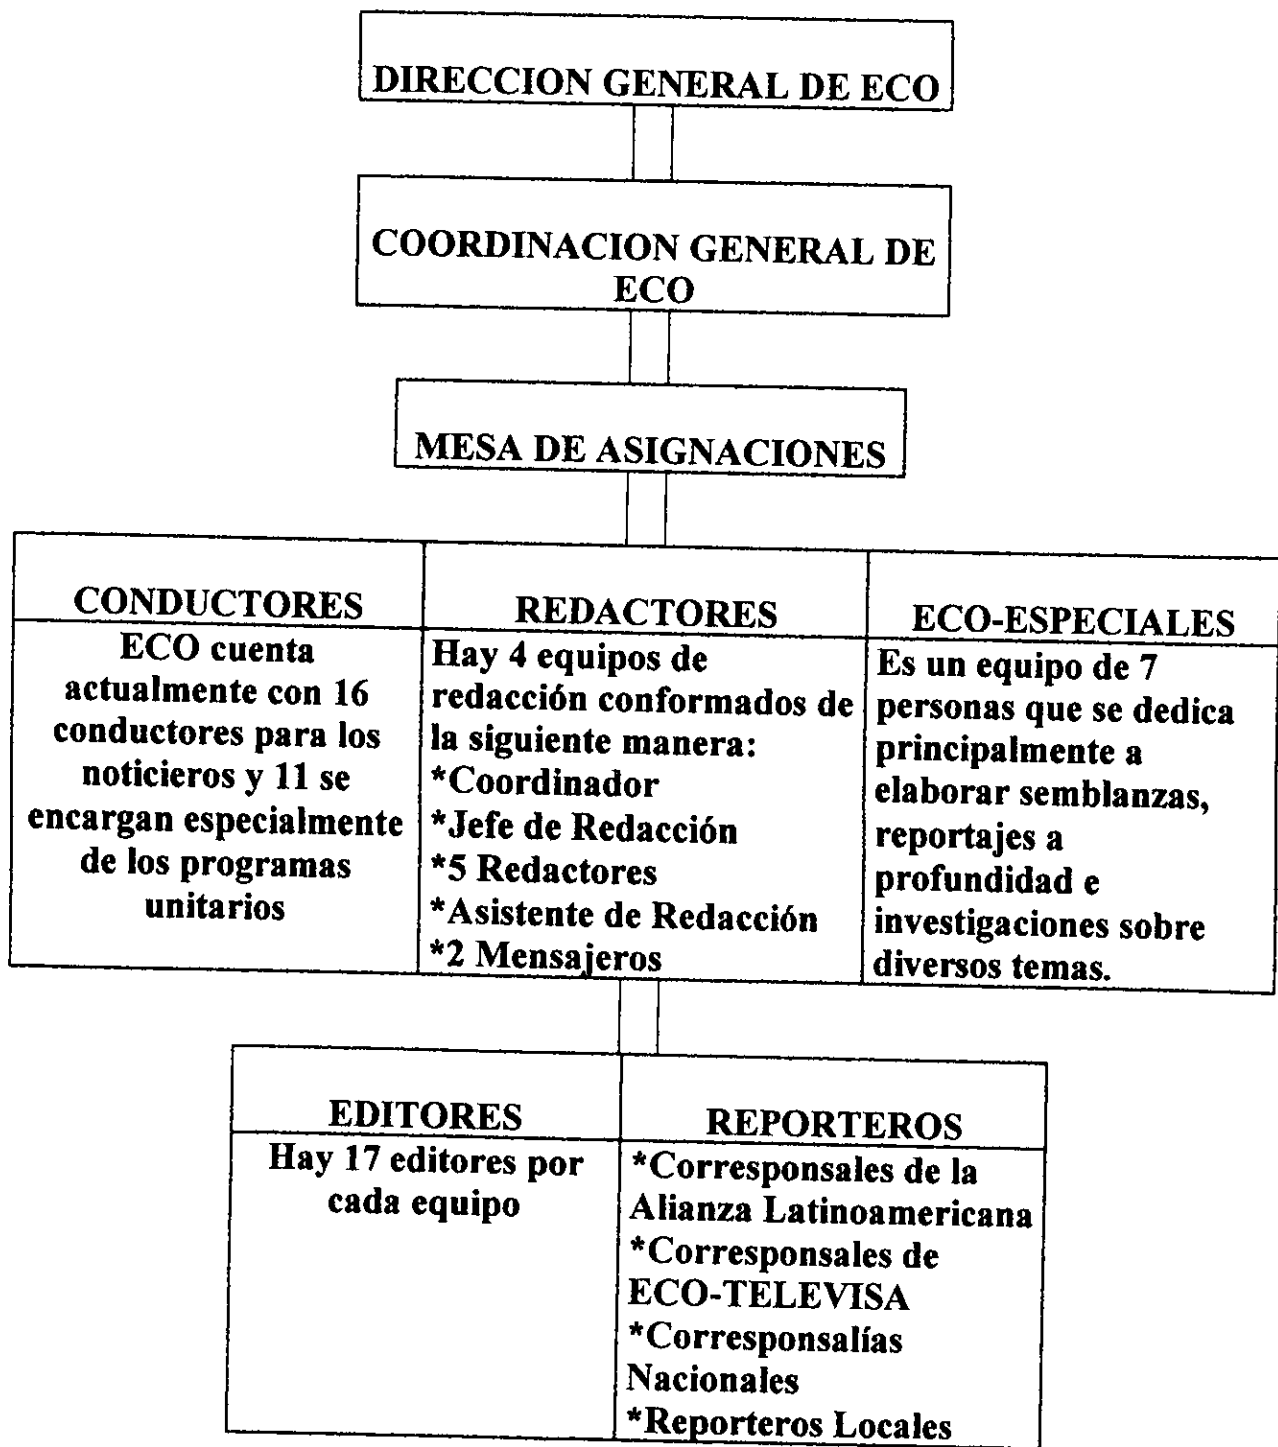 DIRECCION GENERAL DE ECO
COORDINACION GENERAL DE
ECO
MESA DE ASIGNACIONES
CONDUCTORES
ECO cuenta
actualmente con 16
conductores para los
noticieros y 11 se
encargan especialmente
de los programas
unitarios
REDACTORES
Hay 4 equipos de
redacción conformados de
la siguiente manera:
*Coordinador
*Jefe de Redacción
*5 Redactores
*Asistente de Redacción
*2 Mensajeros
ECO-ESPECIALES
Es un equipo de 7
personas que se dedica
principalmente a
elaborar semblanzas,
reportajes a
profundidad e
investigaciones sobre
diversos temas.
EDITORES
Hay 17 editores por
cada equipo
REPORTEROS
*Corresponsales de la
Alianza Latinoamericana
*Corresponsales de
ECO-TELEVISA
*Corresponsalías
Nacionales
*Reporteros Locales